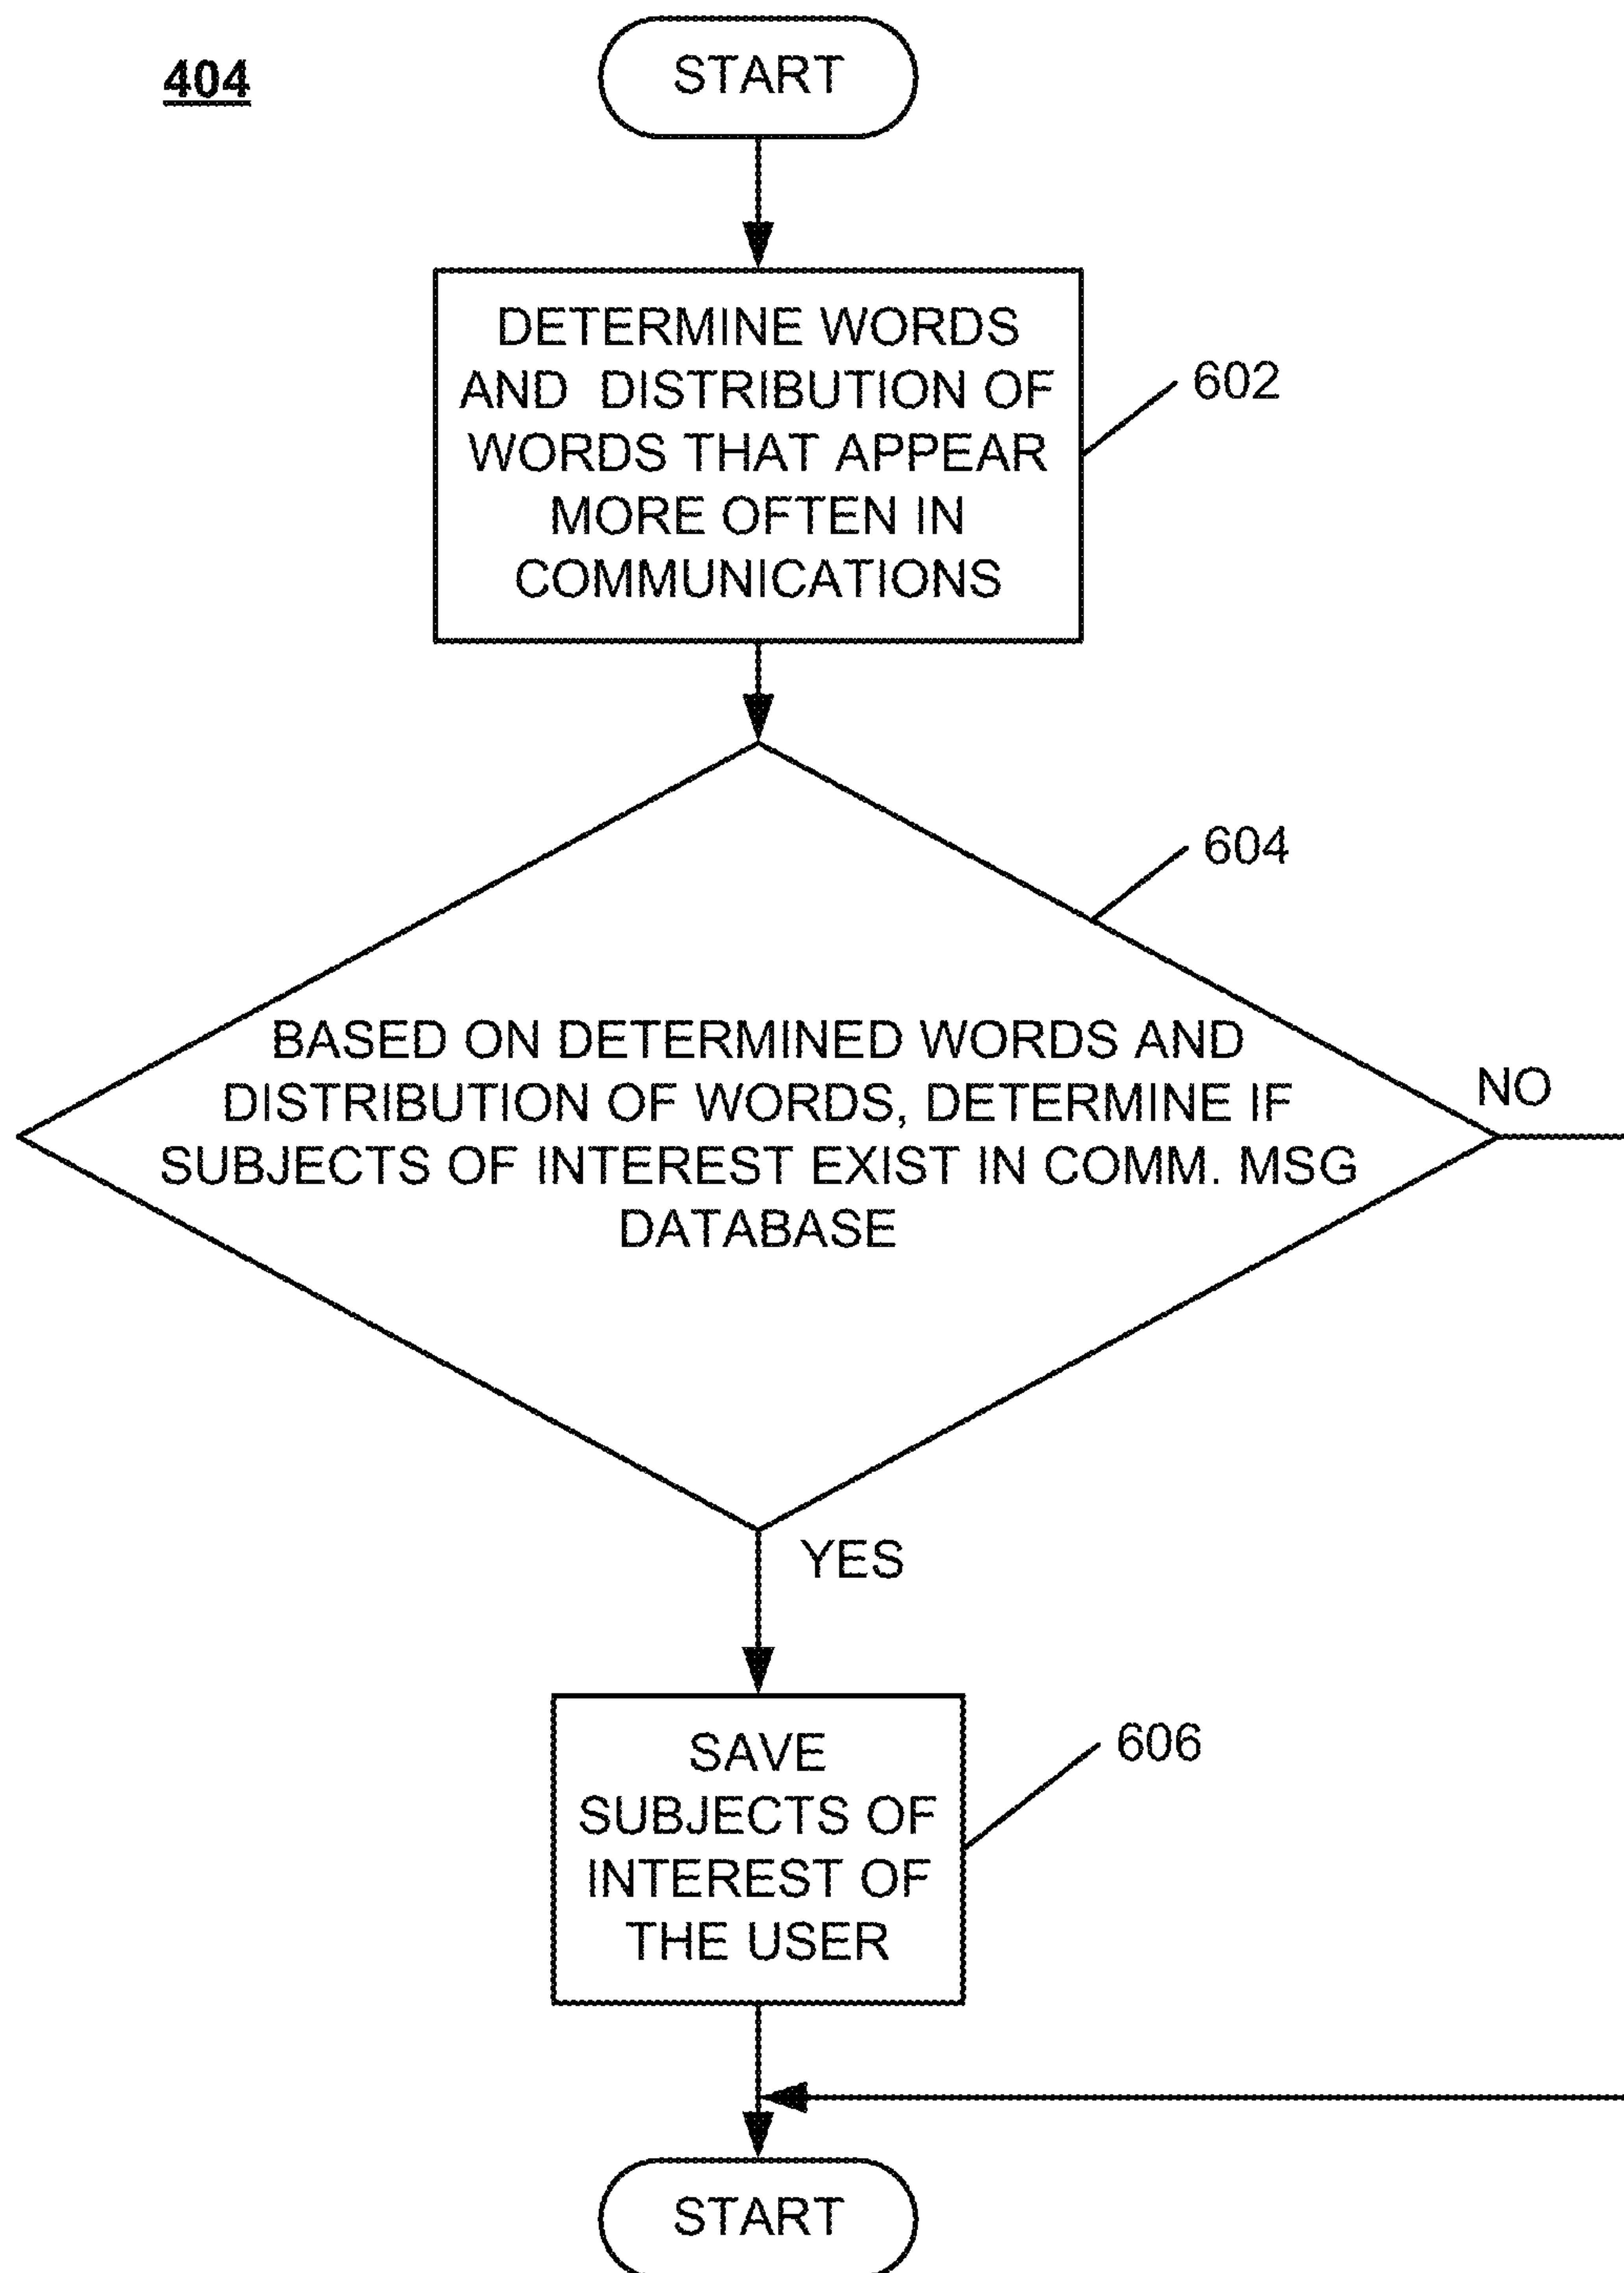 404
START
DETERMINE WORDS
AND DISTRIBUTION OF
WORDS THAT APPEAR
MORE OFTEN IN
COMMUNICATIONS
602
604
BASED ON DETERMINED WORDS AND
DISTRIBUTION OF WORDS, DETERMINE IF
SUBJECTS OF INTEREST EXIST IN COMM. MSG
DATABASE
NO
YES
SAVE
SUBJECTS OF
INTEREST OF
THE USER
606
START